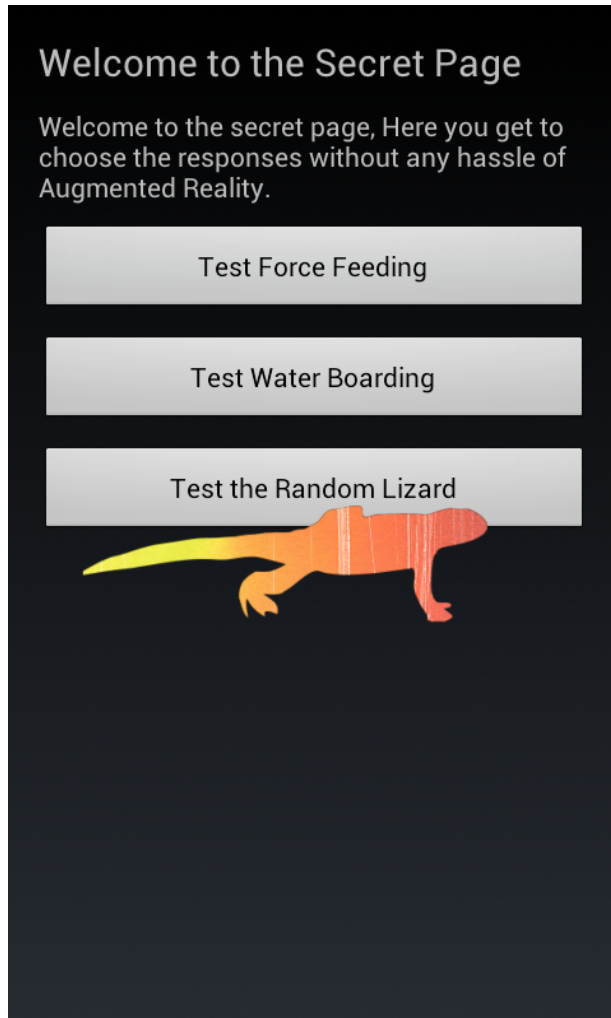 Welcome to the Secret Page
Welcome to the secret page, Here you get to
choose the responses without any hassle of
Augmented Reality.
Test Force Feeding
Test Water Boarding
Test the Random Lizard